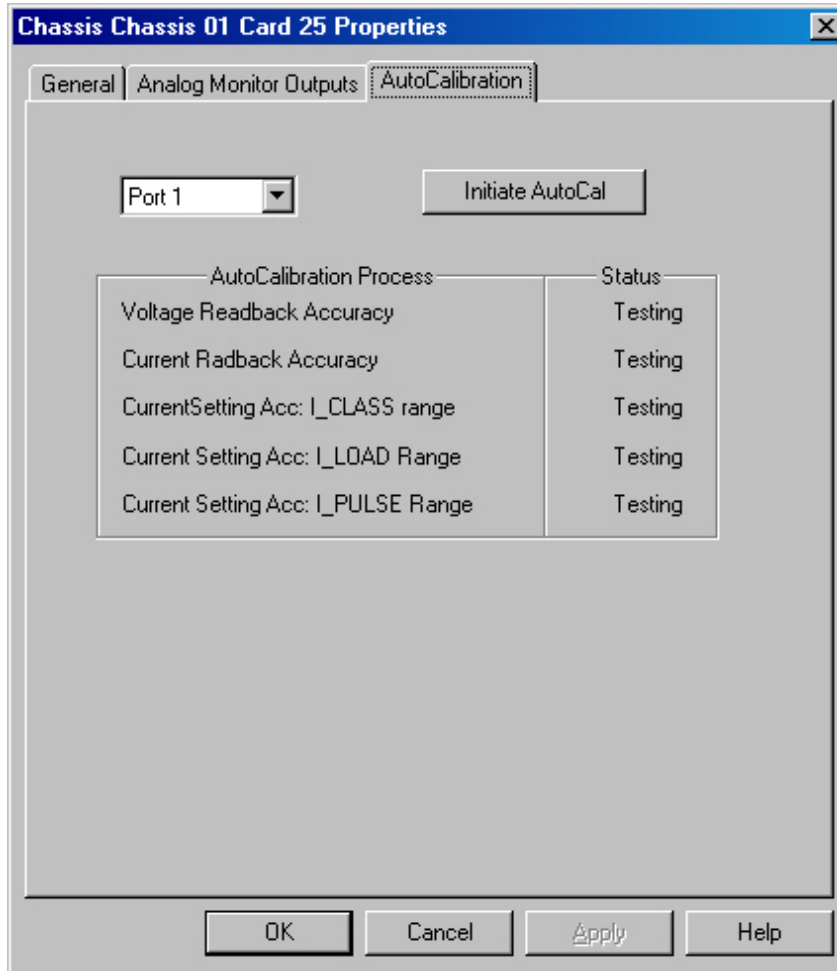 Chassis Chassis 01 Card 25 Properties
General Analog Monitor Outputs AutoCalibration
Port 1 Initiate AutoCal
AutoCalibration Process Status
Voltage Readback Accuracy Testing
Current Radback Accuracy Testing
CurrentSetting Acc: I_CLASS range Testing
Current Setting Acc: I_LOAD Range Testing
Current Setting Acc: I_PULSE Range Testing
OK Cancel Apply Help